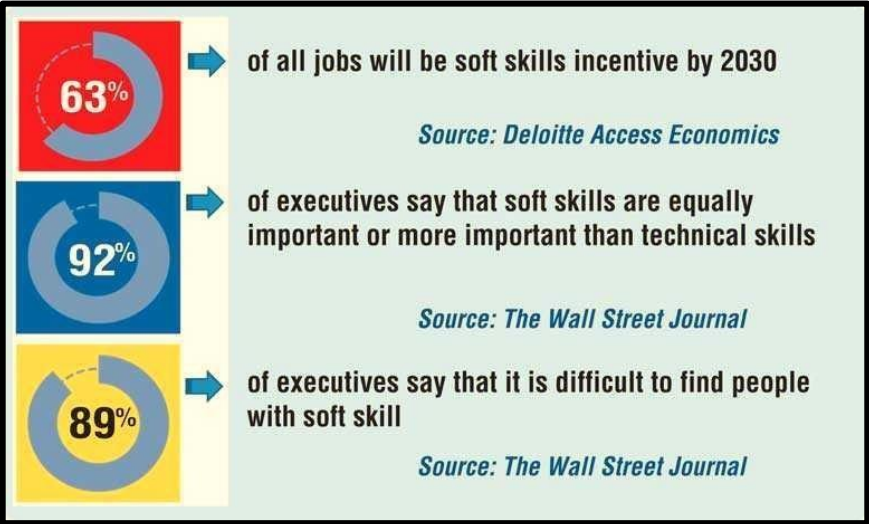 63%
of all jobs will be soft skills incentive by 2030
Source: Deloitte Access Economics
92%
of executives say that soft skills are equally
important or more important than technical skills
Source: The Wall Street Journal
89%
of executives say that it is difficult to find people
with soft skill
Source: The Wall Street Journal